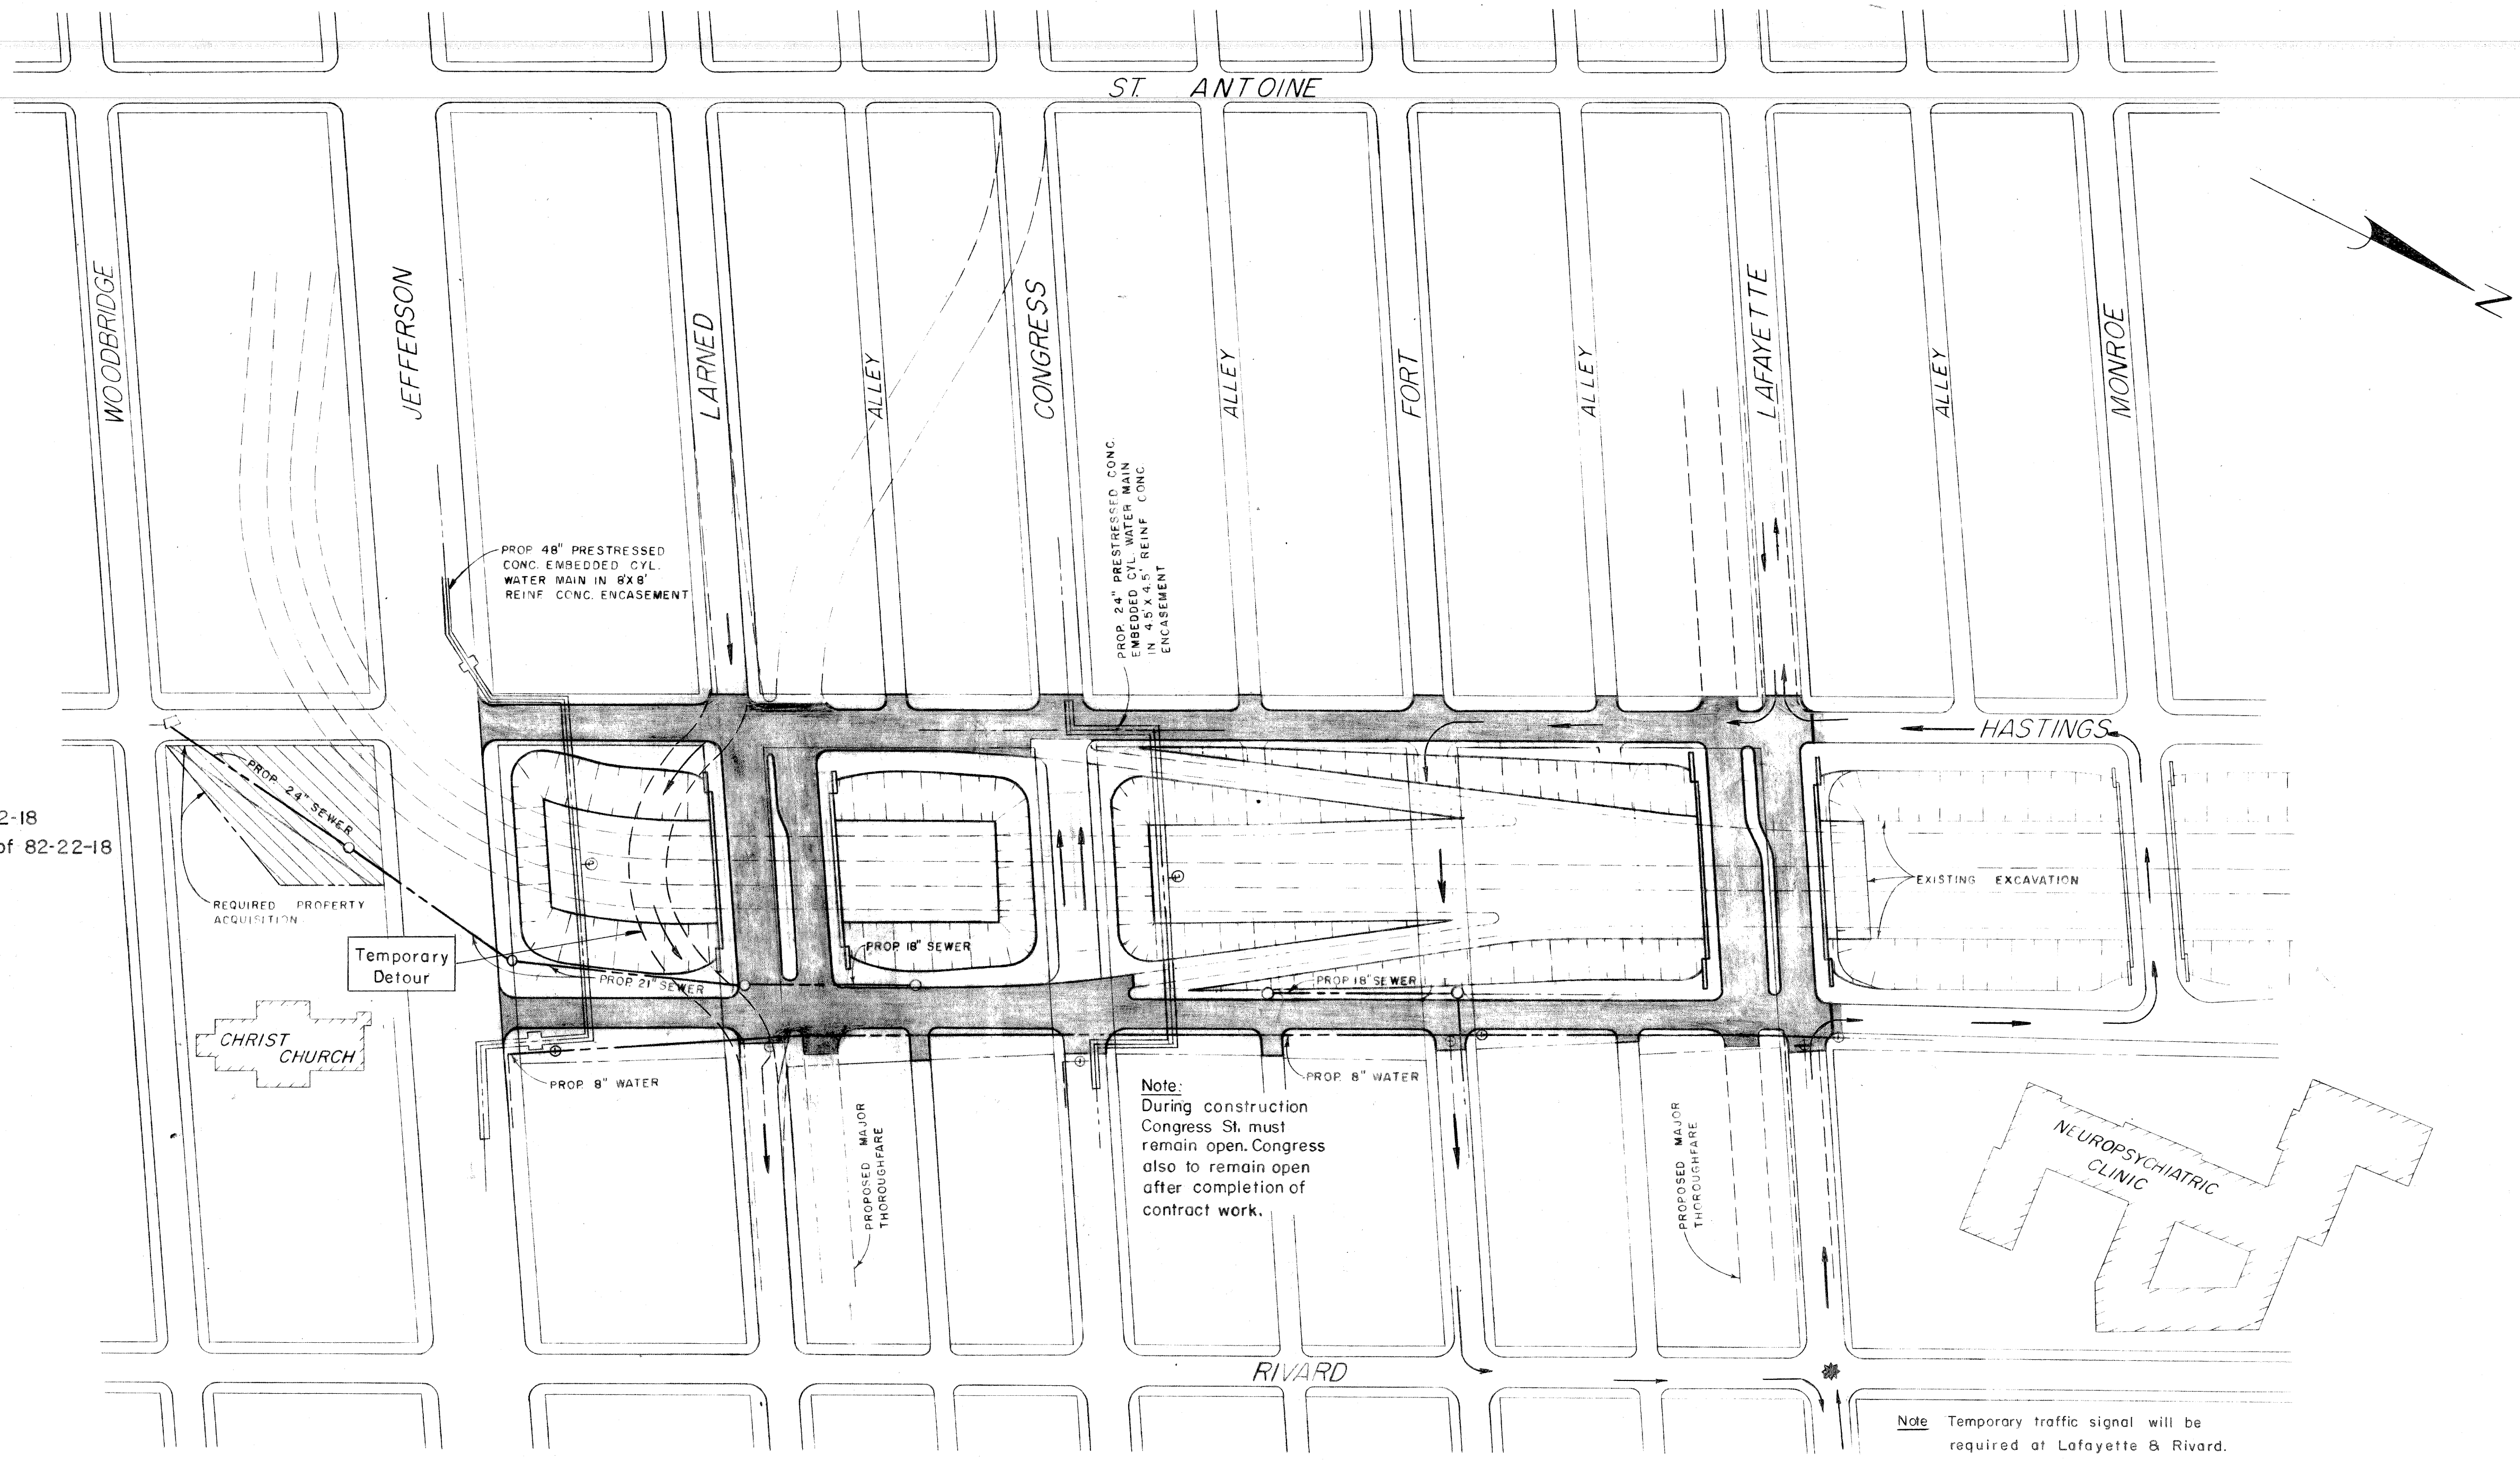 ST. ANTOINE
WOODBRIDGE
JEFFERSON
LARNED
ALLEY
CONGRESS
ALLEY
FORT
ALLEY
LAFAYETTE
ALLEY
MONROE
N
PROP. 48" PRESTRESSED
CONC. EMBEDDED CYL.
WATER MAIN IN 8'X 8'
REINF. CONC. ENCASEMENT
PROP. 24" PRESTRESSED CONC.
EMBEDDED CYL. WATER MAIN
IN 4.5' X 4.5' REINF CONC
ENCASEMENT
HASTINGS
PROP. 24" SEWER
2-18
of 82-22-18
REQUIRED PROPERTY
ACQUISITION
EXISTING EXCAVATION
Temporary
Detour
PROP 18" SEWER
PROP. 21" SEWER
PROP 18" SEWER
CHRIST
CHURCH
PROP. 8" WATER
PROP. 8" WATER
Note:
During construction
Congress St. must
remain open. Congress
also to remain open
after completion of
contract work.
PROPOSED MAJOR
THOROUGHFARE
PROPOSED MAJOR
THOROUGHFARE
NEUROPSYCHIATRIC
CLINIC
RIVARD
Note Temporary traffic signal will be
required at Lafayette & Rivard.